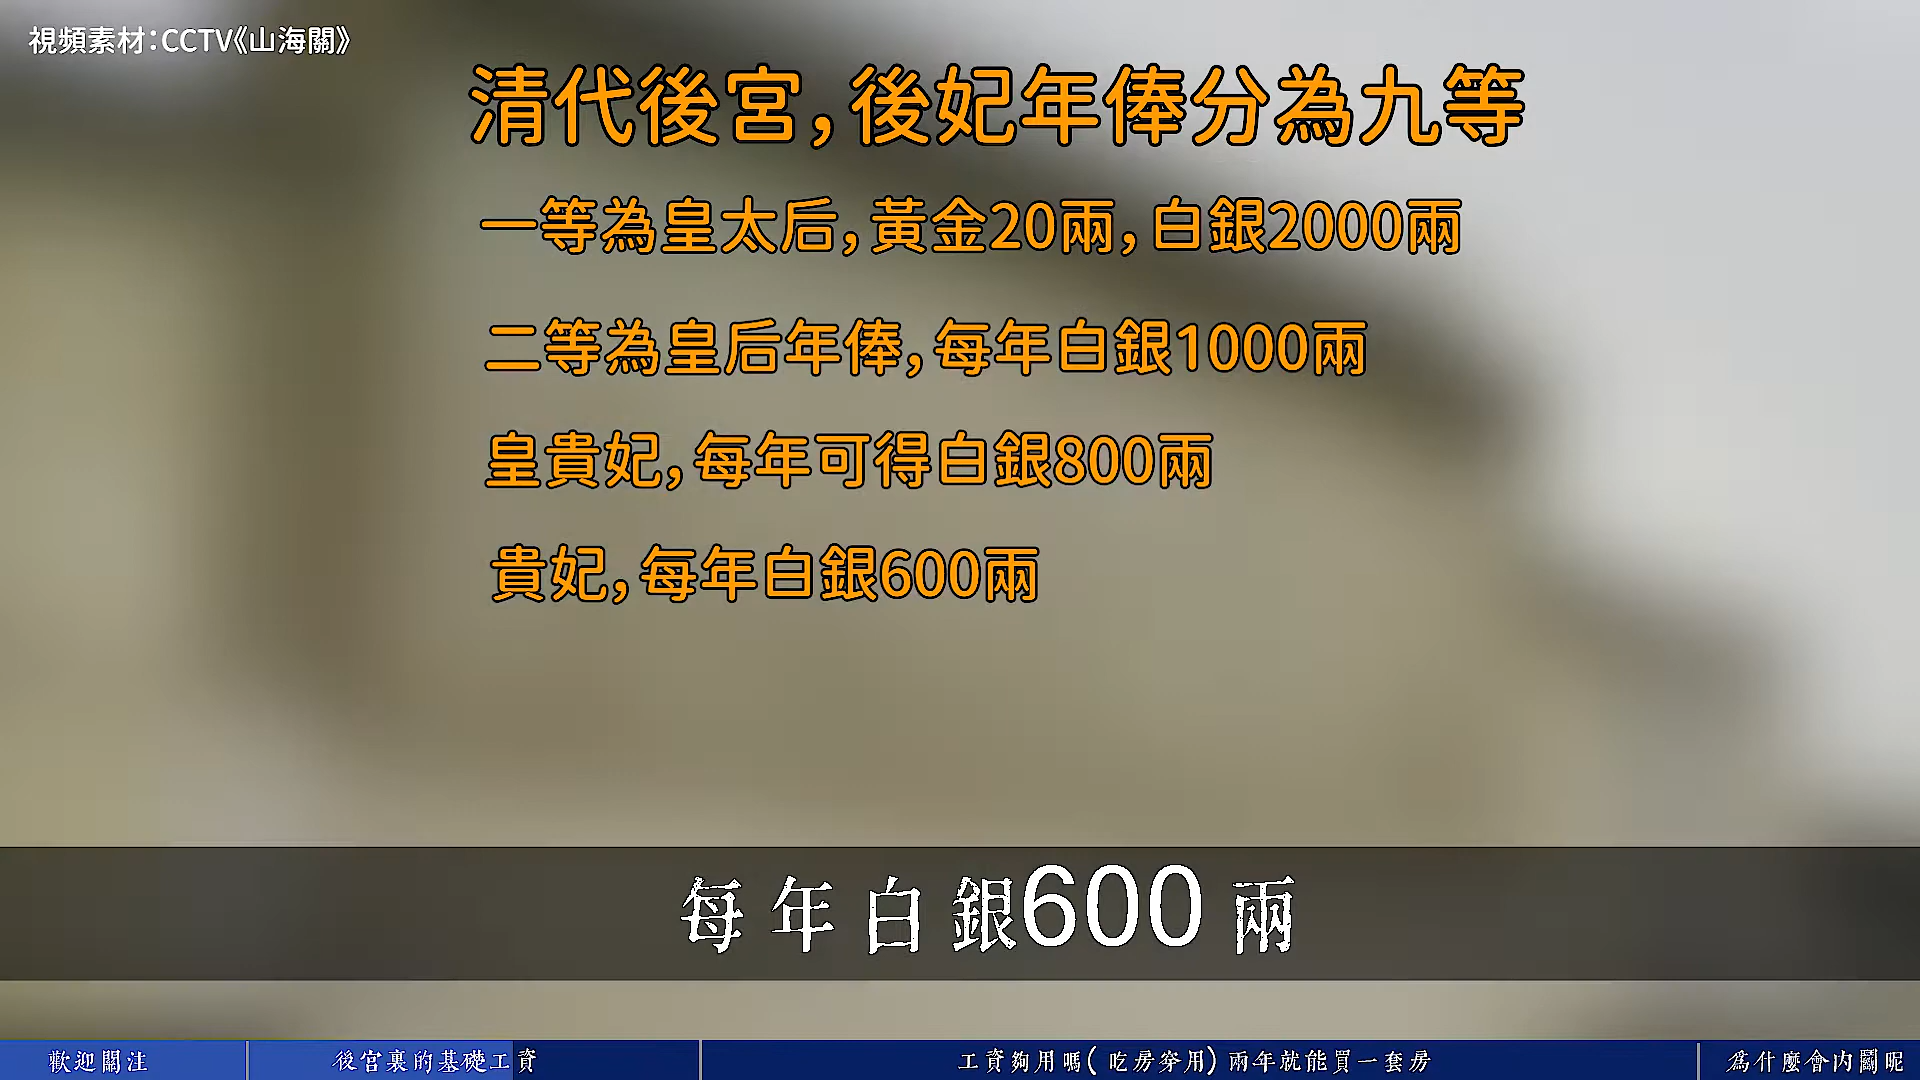 視頻素材：CCTV《山海關》
清代後宮，後妃年俸分為九等
一等為皇太后，黃金20兩，白銀2000兩
二等為皇后年俸，每年白銀1000兩
皇貴妃，每年可得白銀800兩
貴妃，每年白銀600兩
每年白銀600兩
歡迎關注
後宮裏的基礎工資
工資夠用嗎(吃房穿用)兩年就能買一套房
為什麼會內鬭呢